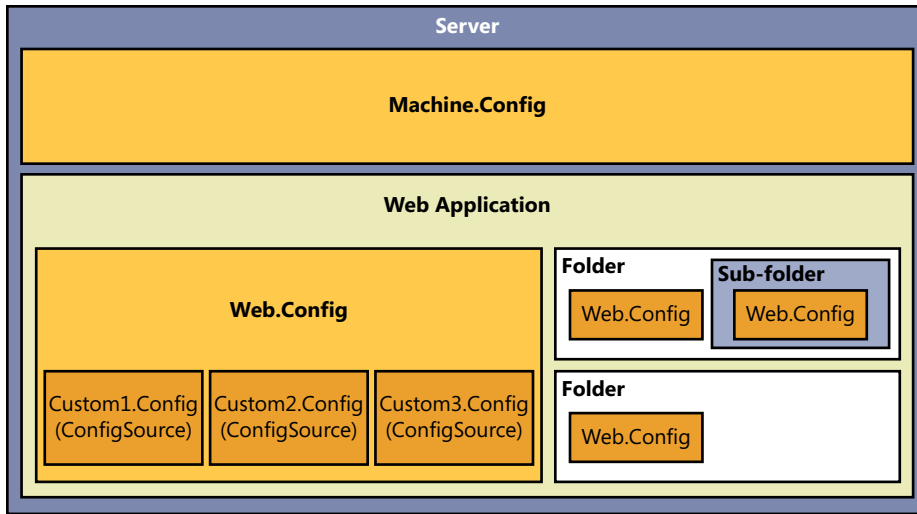 Server
Machine.Config
Web Application
Web.Config
Custom1.Config
(ConfigSource)
Custom2.Config
(ConfigSource)
Custom3.Config
(ConfigSource)
Folder
Web.Config
Sub-folder
Web.Config
Folder
Web.Config